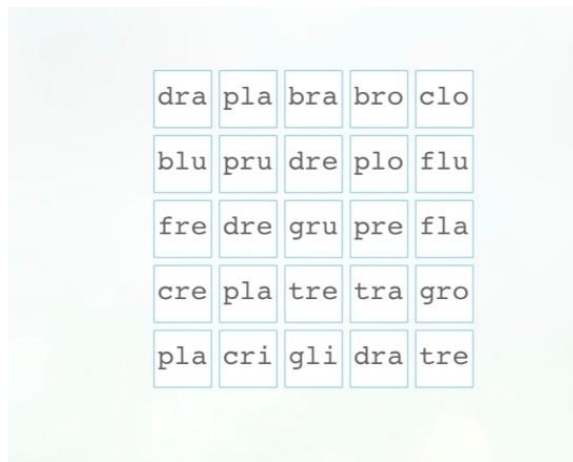 dra pla bra bro clo
blu pru dre plo flu
fre dre gru pre fla
cre pla tre tra gro
pla cri gli dra tre